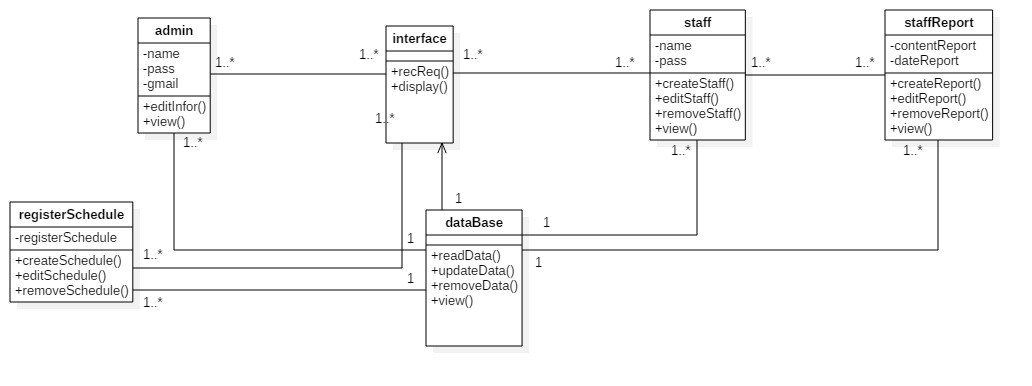 admin
-name
-pass
-gmail
+editInfor()
+view()
1..*
1..*
1..*
interface
+recReq()
+display()
1..*
1..*
1..*
staff
-name
-pass
+createStaff()
+editStaff()
+removeStaff()
+view()
1..*
1..*
1..*
staffReport
-contentReport
-dateReport
+createReport()
+editReport()
+removeReport()
+view()
1..*
registerSchedule
-registerSchedule
+createSchedule()
+editSchedule()
+removeSchedule()
1..*
1..*
1
1
1
dataBase
+readData()
+updateData()
+removeData()
+view()
1
1